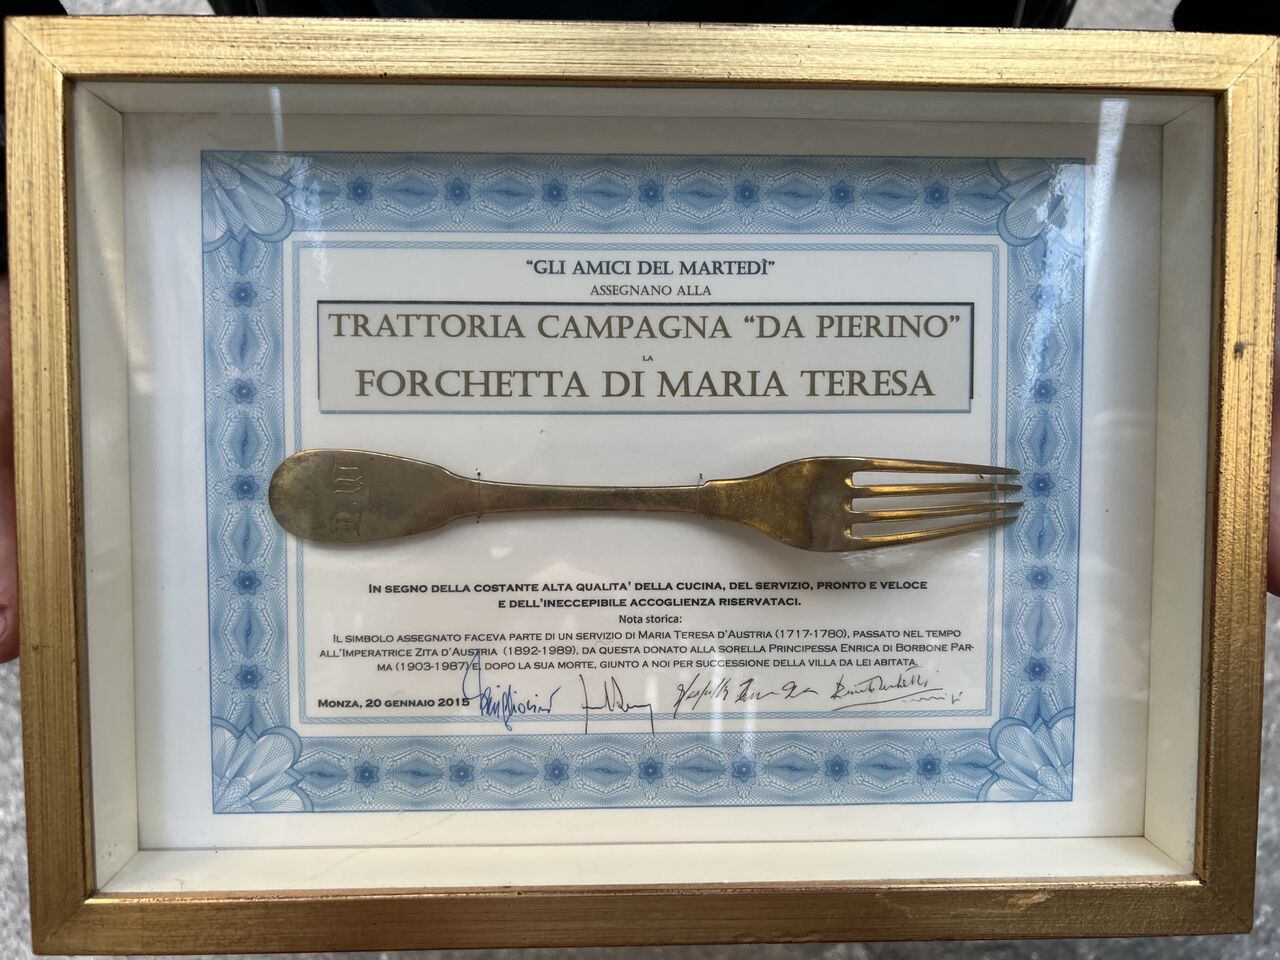 "GLI AMICI DEL MARTEDÌ"
ASSEGNANO ALLA
TRATTORIA CAMPAGNA "DA PIERINO"
LA
FORCHETTA DI MARIA TERESA
IN SEGNO DELLA COSTANTE ALTA QUALITA' DELLA CUCINA, DEL SERVIZIO, PRONTO E VELOCE
E DELL'INECCEPIBILE ACCOGLIENZA RISERVATACI.
Nota storica:
IL SIMBOLO ASSEGNATO FACEVA PARTE DI UN SERVIZIO DI MARIA TERESA D'AUSTRIA (1717-1780), PASSATO NEL TEMPO
ALL'IMPERATRICE ZITA D'AUSTRIA (1892-1989), DA QUESTA DONATO ALLA SORELLA PRINCIPESSA ENRICA DI BORBONE PAR-
MA (1903-1987) E, DOPO LA SUA MORTE, GIUNTO A NOI PER SUCCESSIONE DELLA VILLA DA LEI ABITATA.
MONZA, 20 GENNAIO 2015